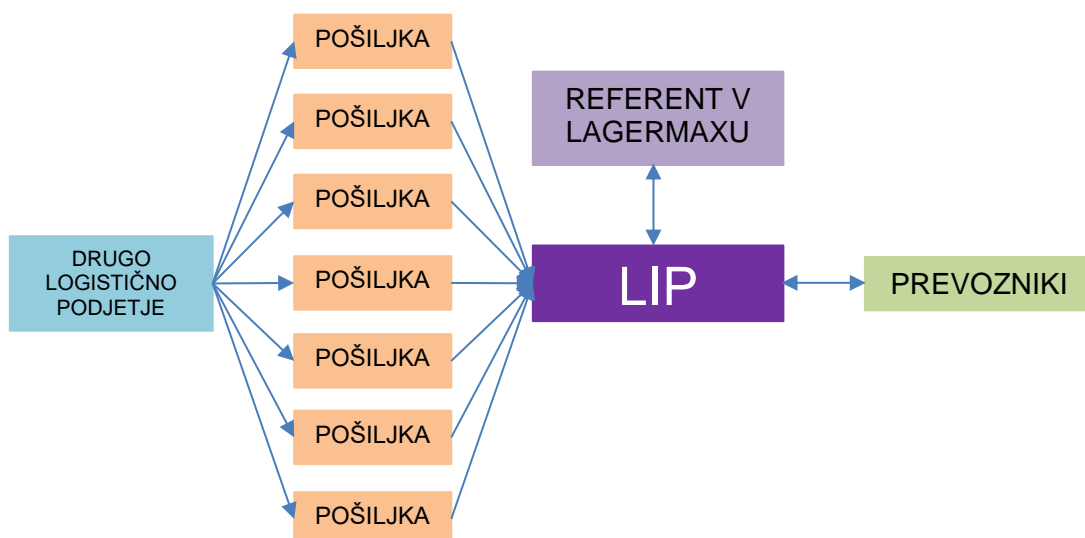 POŠILJKA
POŠILJKA
POŠILJKA
POŠILJKA
POŠILJKA
POŠILJKA
POŠILJKA
DRUGO
LOGISTIČNO
PODJETJE
REFERENT V
LAGERMAXU
LIP
PREVOZNIKI